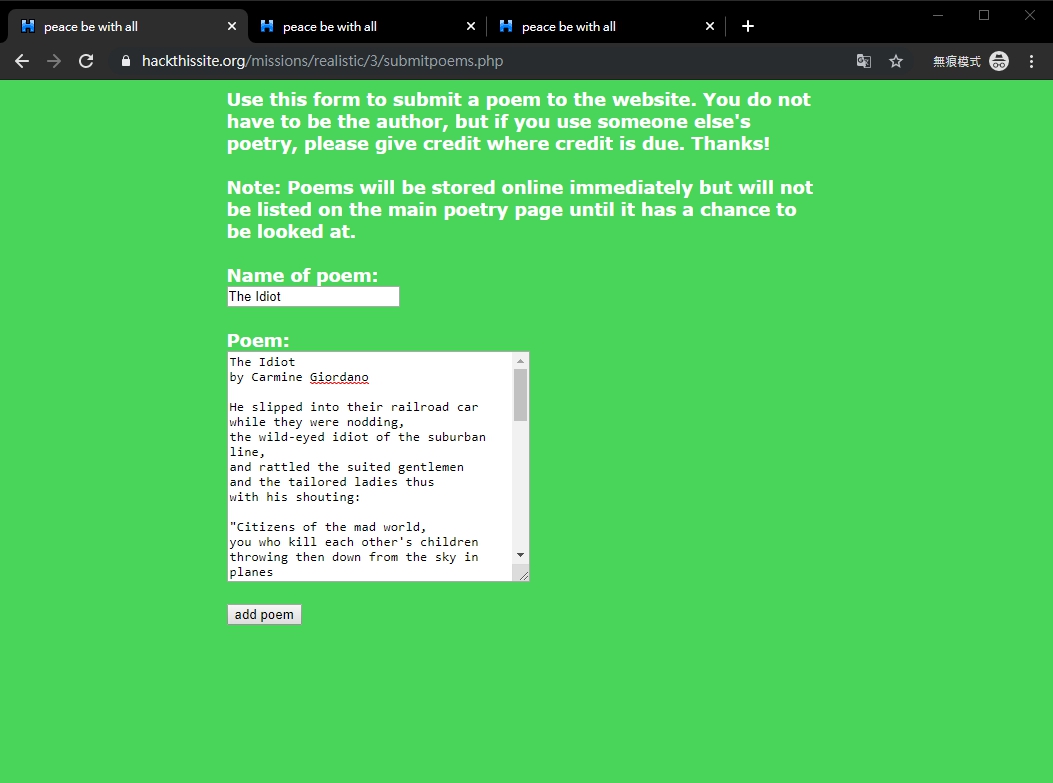 peace be with all
peace be with all
peace be with all
hackthissite.org/missions/realistic/3/submitpoems.php
無痕模式
Use this form to submit a poem to the website. You do not
have to be the author, but if you use someone else's
poetry, please give credit where credit is due. Thanks!
Note: Poems will be stored online immediately but will not
be listed on the main poetry page until it has a chance to
be looked at.
Name of poem:
The Idiot
Poem:
The Idiot
by Carmine Giordano
He slipped into their railroad car
while they were nodding,
the wild-eyed idiot of the suburban
line,
and rattled the suited gentlemen
and the tailored ladies thus
with his shouting:
"Citizens of the mad world,
you who kill each other's children
throwing then down from the sky in
planes
add poem